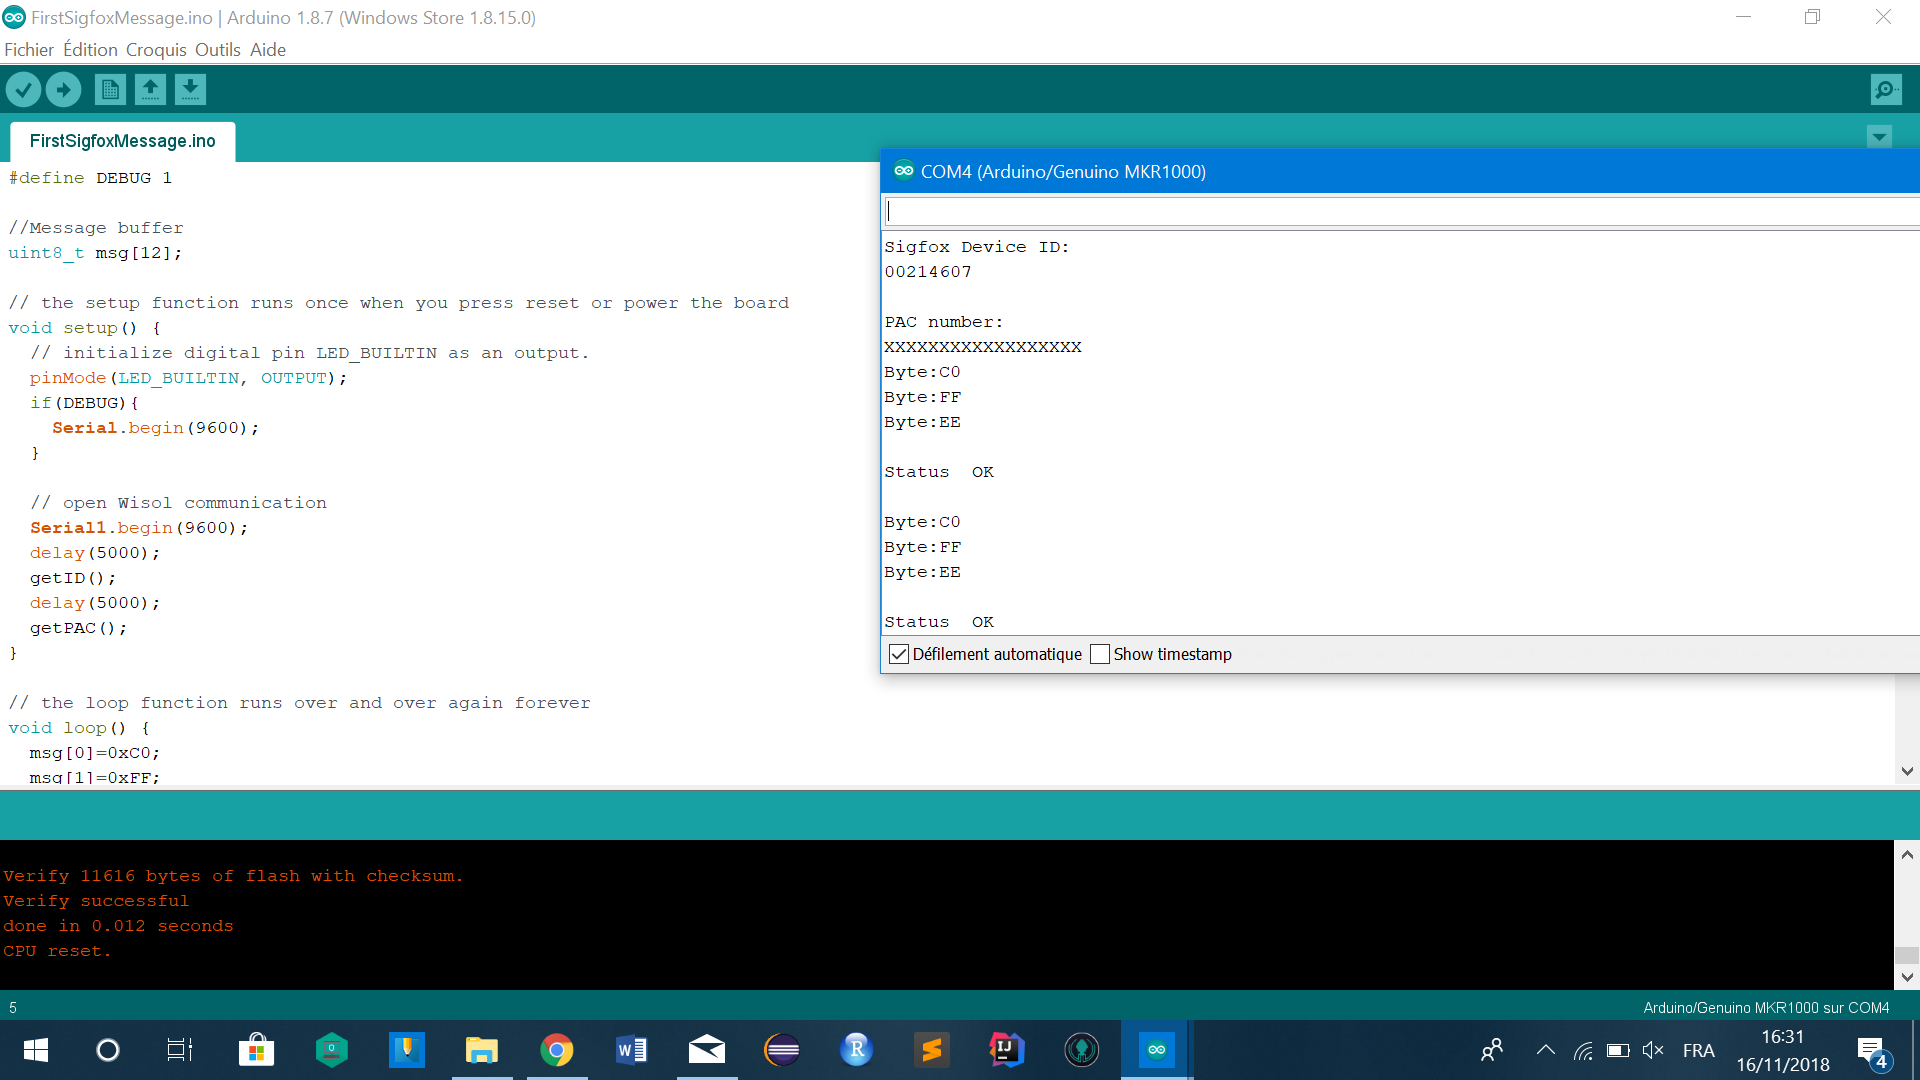 FirstSigfoxMessage.ino | Arduino 1.8.7 (Windows Store 1.8.15.0)
Fichier Édition Croquis Outils Aide
FirstSigfoxMessage.ino
#define DEBUG 1
//Message buffer
uint8_t msg[12];
// the setup function runs once when you press reset or power the board
void setup() {
  // initialize digital pin LED_BUILTIN as an output.
  pinMode(LED_BUILTIN, OUTPUT);
  if(DEBUG){
    Serial.begin(9600);
  }
  // open Wisol communication
  Serial1.begin(9600);
  delay(5000);
  getID();
  delay(5000);
  getPAC();
}
// the loop function runs over and over again forever
void loop() {
  msg[0]=0xC0;
  msg[1]=0xFF;
COM4 (Arduino/Genuino MKR1000)
Sigfox Device ID:
00214607
PAC number:
XXXXXXXXXXXXXXXXXX
Byte:C0
Byte:FF
Byte:EE
Status  OK
Byte:C0
Byte:FF
Byte:EE
Status  OK
Défilement automatique Show timestamp
Verify 11616 bytes of flash with checksum.
Verify successful
done in 0.012 seconds
CPU reset.
5
Arduino/Genuino MKR1000 sur COM4
FRA
16:31
16/11/2018
4